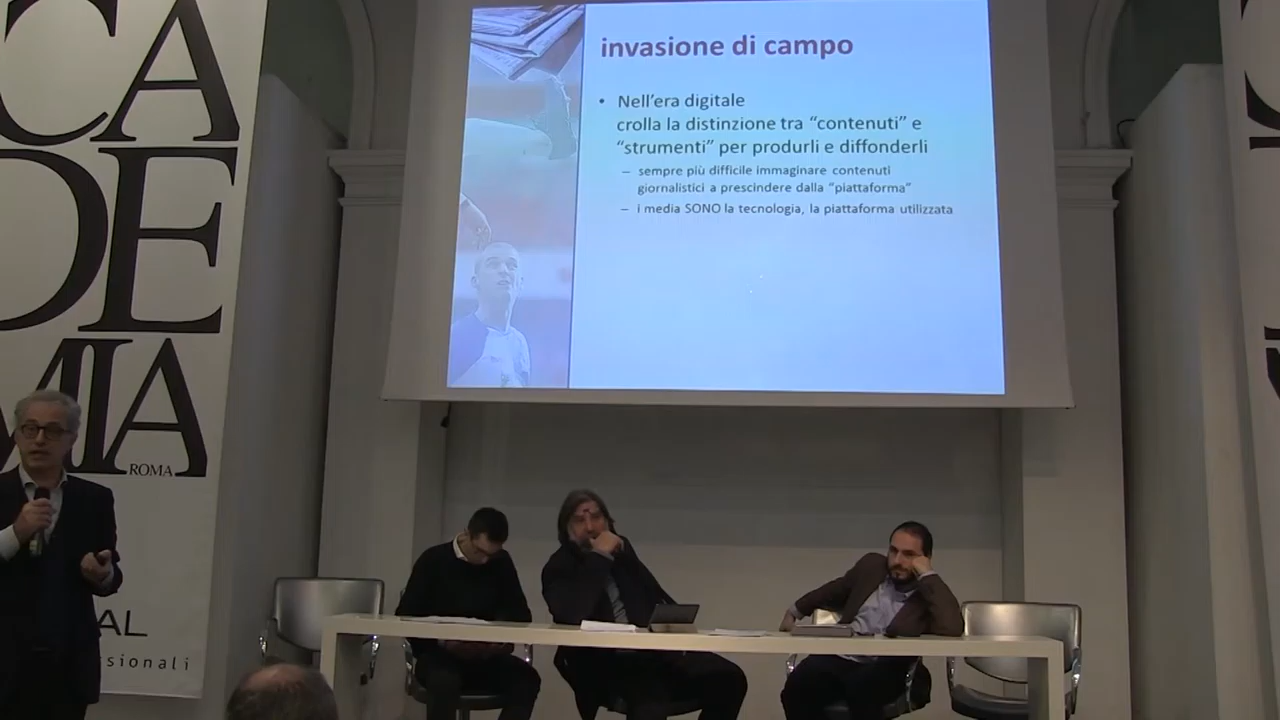 CA
DE
MIA
ROMA
AL
ssionali
invasione di campo
• Nell'era digitale
crolla la distinzione tra "contenuti" e
"strumenti" per produrli e diffonderli
– sempre più difficile immaginare contenuti
giornalistici a prescindere dalla "piattaforma"
– i media SONO la tecnologia, la piattaforma utilizzata